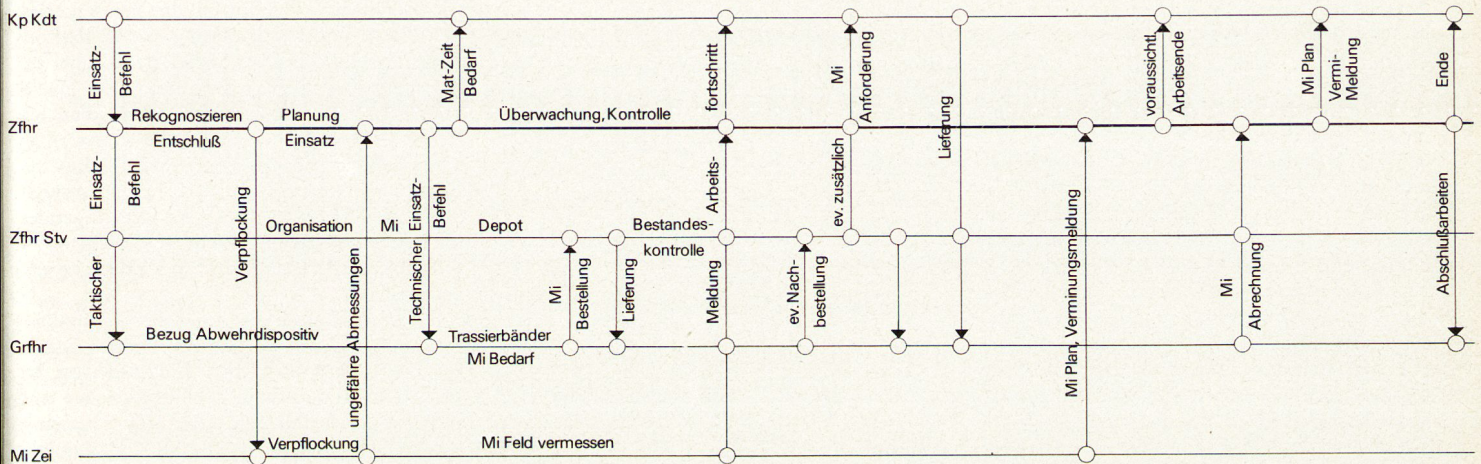 Kp Kdt
Einsatz-
Befehl
Mat-Zeit
Bedarf
fortschritt
Mi
Anforderung
voraussichtl.
Arbeitsende
Mi Plan
Vermi-
Meldung
Ende
Zfhr
Rekognoszieren
Entschluß
Planung
Einsatz
Überwachung, Kontrolle
Lieferung
Einsatz-
Befehl
Verpflockung
Technischer Einsatz-
Befehl
Arbeits-
ev. zusätzlich
Zfhr Stv
Organisation Mi Depot
Bestandes-
kontrolle
Taktischer
ungefähre Abmessungen
Mi
Bestellung
Lieferung
Meldung
ev. Nach-
bestellung
Mi Plan, Verminungsmeldung
Mi
Abrechnung
Abschlußarbeiten
Grfhr
Bezug Abwehrdispositiv
Trassierbänder
Mi Bedarf
Mi Zei
Verpflockung
Mi Feld vermessen